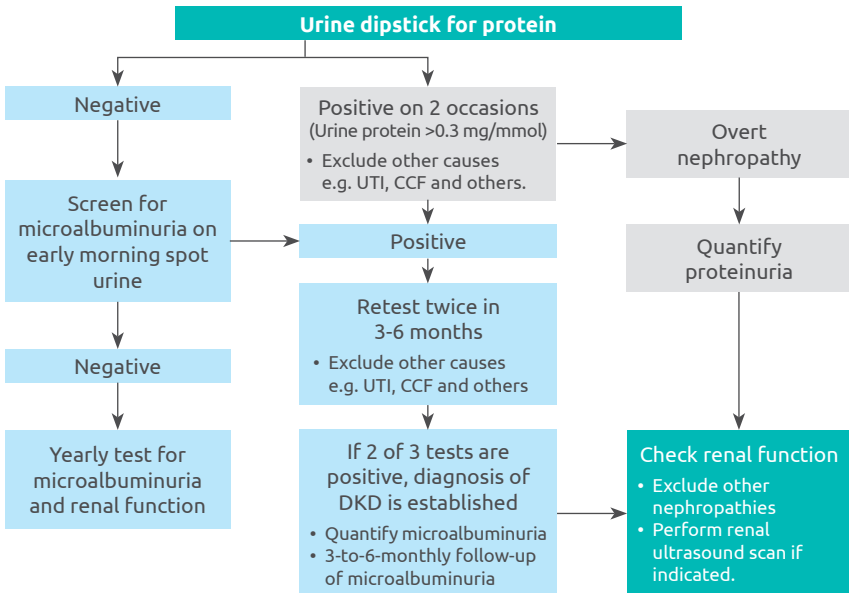 Urine dipstick for protein
Negative
Screen for
microalbuminuria on
early morning spot
urine
Negative
Yearly test for
microalbuminuria
and renal function
Positive on 2 occasions
(Urine protein >0.3 mg/mmol)
• Exclude other causes
e.g. UTI, CCF and others.
Positive
Retest twice in
3-6 months
• Exclude other causes
e.g. UTI, CCF and others
If 2 of 3 tests are
positive, diagnosis of
DKD is established
• Quantify microalbuminuria
• 3-to-6-monthly follow-up
of microalbuminuria
Overt
nephropathy
Quantify
proteinuria
Check renal function
• Exclude other
nephropathies
• Perform renal
ultrasound scan if
indicated.